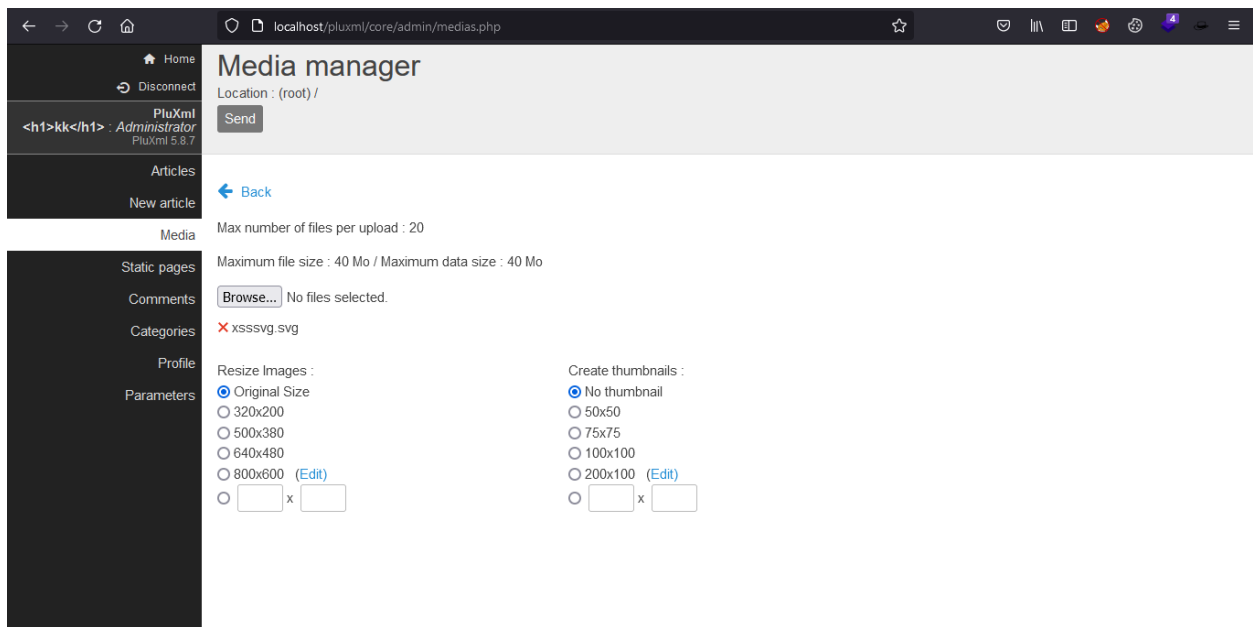 localhost/pluxml/core/admin/medias.php
4
Home
Disconnect
PluXml
<h1>kk</h1> : Administrator
PluXml 5.8.7
Articles
New article
Media
Static pages
Comments
Categories
Profile
Parameters
Media manager
Location : (root) /
Send
Back
Max number of files per upload : 20
Maximum file size : 40 Mo / Maximum data size : 40 Mo
Browse... No files selected.
xsssvg.svg
Resize Images :
Original Size
320x200
500x380
640x480
800x600 (Edit)
x
Create thumbnails :
No thumbnail
50x50
75x75
100x100
200x100 (Edit)
x